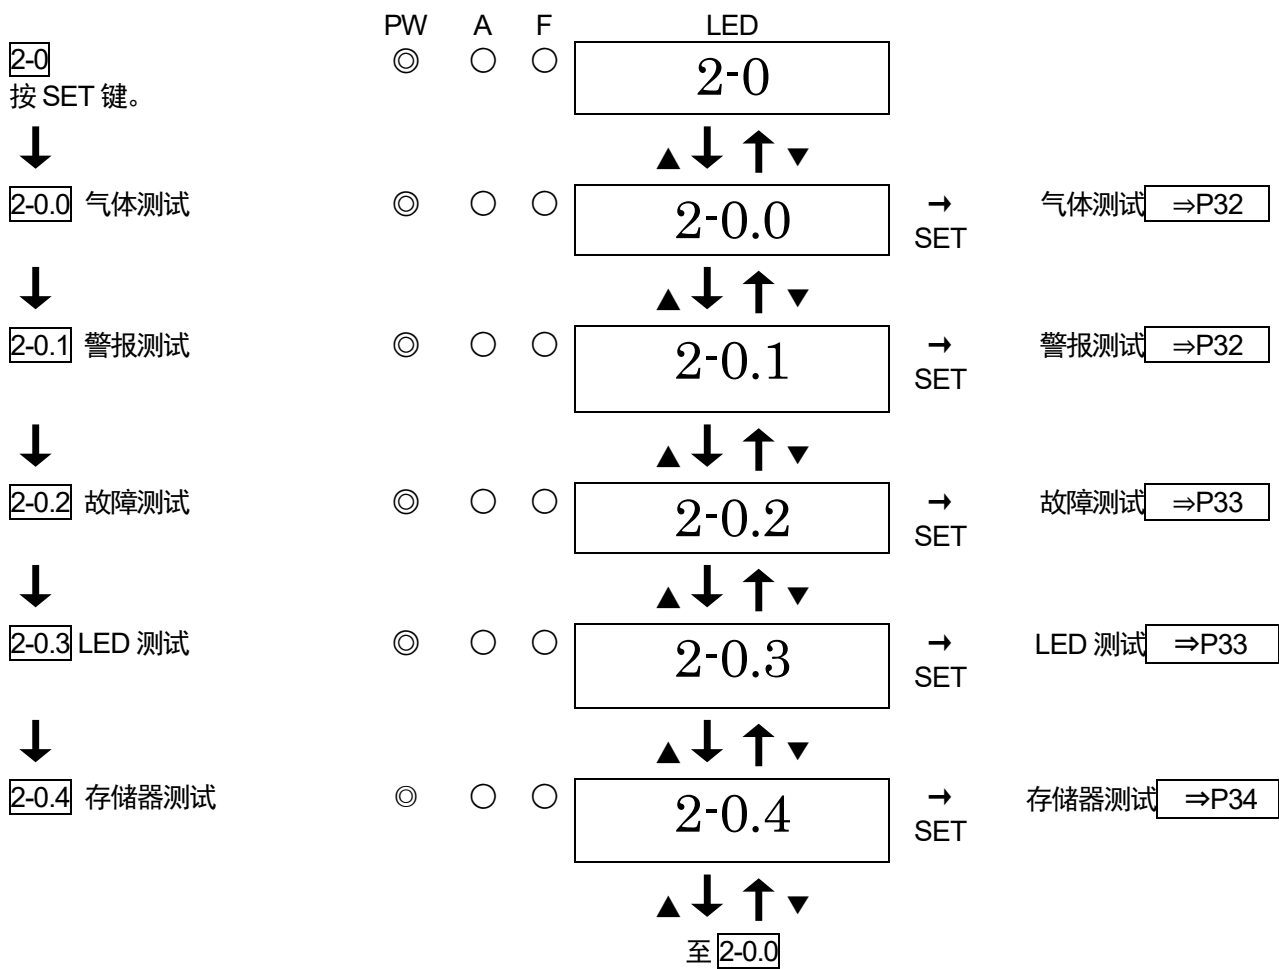 PW A F LED
2-0 ◎ ○ ○ 2-0
按 SET 键。
↓ ▲ ↓ ↑ ▼
2-0.0 气体测试 ◎ ○ ○ 2-0.0 → 气体测试 ⇒P32
SET
↓ ▲ ↓ ↑ ▼
2-0.1 警报测试 ◎ ○ ○ 2-0.1 → 警报测试 ⇒P32
SET
↓ ▲ ↓ ↑ ▼
2-0.2 故障测试 ◎ ○ ○ 2-0.2 → 故障测试 ⇒P33
SET
↓ ▲ ↓ ↑ ▼
2-0.3 LED 测试 ◎ ○ ○ 2-0.3 → LED 测试 ⇒P33
SET
↓ ▲ ↓ ↑ ▼
2-0.4 存储器测试 ◎ ○ ○ 2-0.4 → 存储器测试 ⇒P34
SET
▲ ↓ ↑ ▼
至 2-0.0